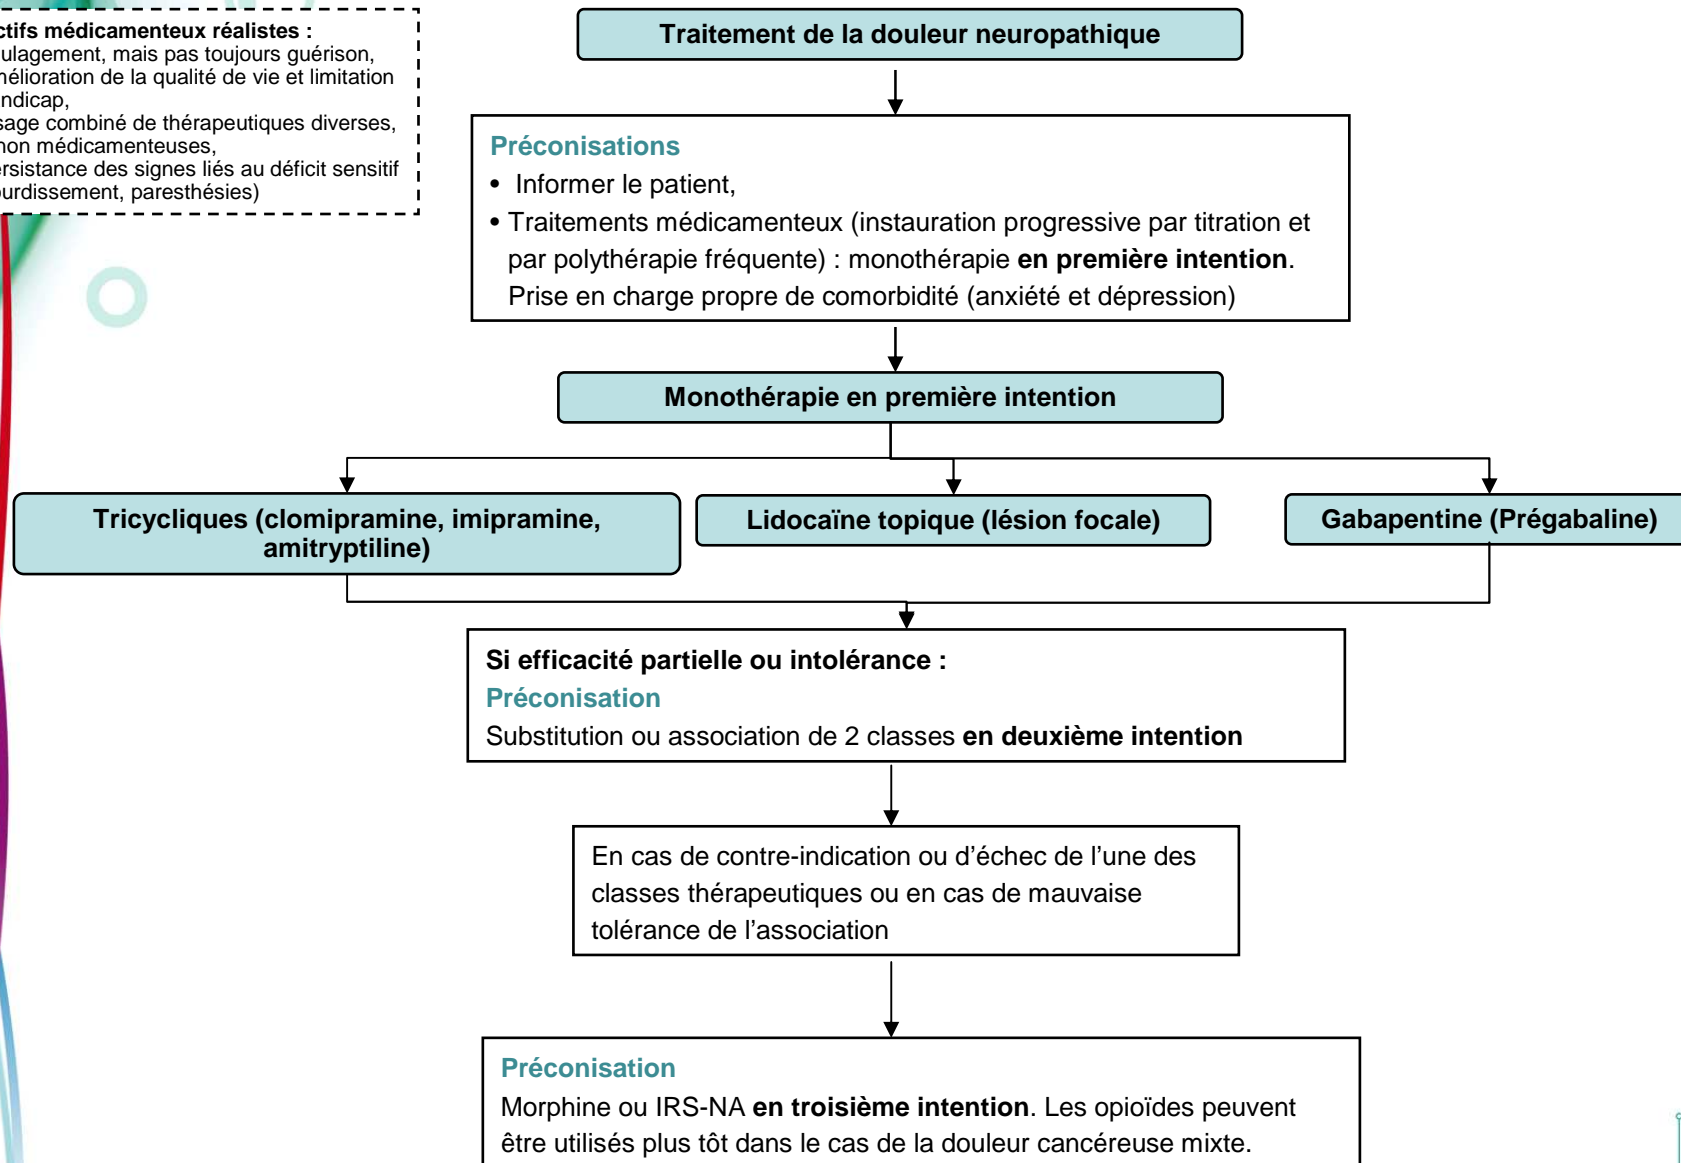 ctifs médicamenteux réalistes :
ulagement, mais pas toujours guérison,
mélioration de la qualité de vie et limitation
ndicap,
sage combiné de thérapeutiques diverses,
non médicamenteuses,
ersistance des signes liés au déficit sensitif
ourdissement, paresthésies)
Traitement de la douleur neuropathique
Préconisations
• Informer le patient,
• Traitements médicamenteux (instauration progressive par titration et
par polythérapie fréquente) : monothérapie en première intention.
Prise en charge propre de comorbidité (anxiété et dépression)
Monothérapie en première intention
Tricycliques (clomipramine, imipramine,
amitryptiline)
Lidocaïne topique (lésion focale)
Gabapentine (Prégabaline)
Si efficacité partielle ou intolérance :
Préconisation
Substitution ou association de 2 classes en deuxième intention
En cas de contre-indication ou d’échec de l’une des
classes thérapeutiques ou en cas de mauvaise
tolérance de l’association
Préconisation
Morphine ou IRS-NA en troisième intention. Les opioïdes peuvent
être utilisés plus tôt dans le cas de la douleur cancéreuse mixte.